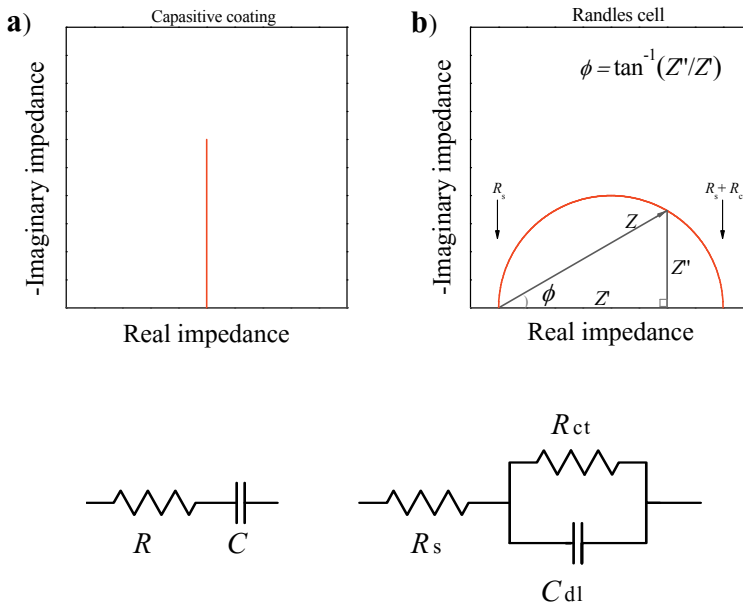 a)
Capasitive coating
-Imaginary impedance
Real impedance
b)
Randles cell
ϕ = tan⁻¹(Z''/Z')
-Imaginary impedance
Rs
Rs + Rc
Z
Z''
ϕ
Z'
Real impedance
R
C
Rs
Rct
Cdl